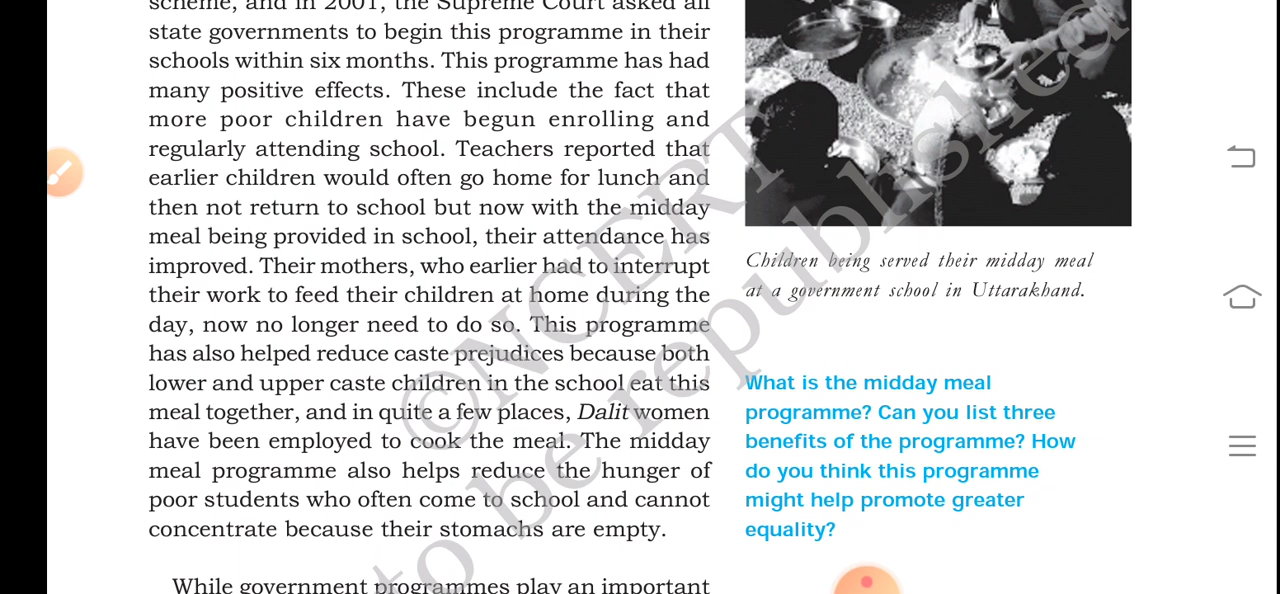 scheme, and in 2001, the Supreme Court asked all
state governments to begin this programme in their
schools within six months. This programme has had
many positive effects. These include the fact that
more poor children have begun enrolling and
regularly attending school. Teachers reported that
earlier children would often go home for lunch and
then not return to school but now with the midday
meal being provided in school, their attendance has
improved. Their mothers, who earlier had to interrupt
their work to feed their children at home during the
day, now no longer need to do so. This programme
has also helped reduce caste prejudices because both
lower and upper caste children in the school eat this
meal together, and in quite a few places, Dalit women
have been employed to cook the meal. The midday
meal programme also helps reduce the hunger of
poor students who often come to school and cannot
concentrate because their stomachs are empty.
While government programmes play an important
Children being served their midday meal
at a government school in Uttarakhand.
What is the midday meal
programme? Can you list three
benefits of the programme? How
do you think this programme
might help promote greater
equality?
©NCERT
to be republished